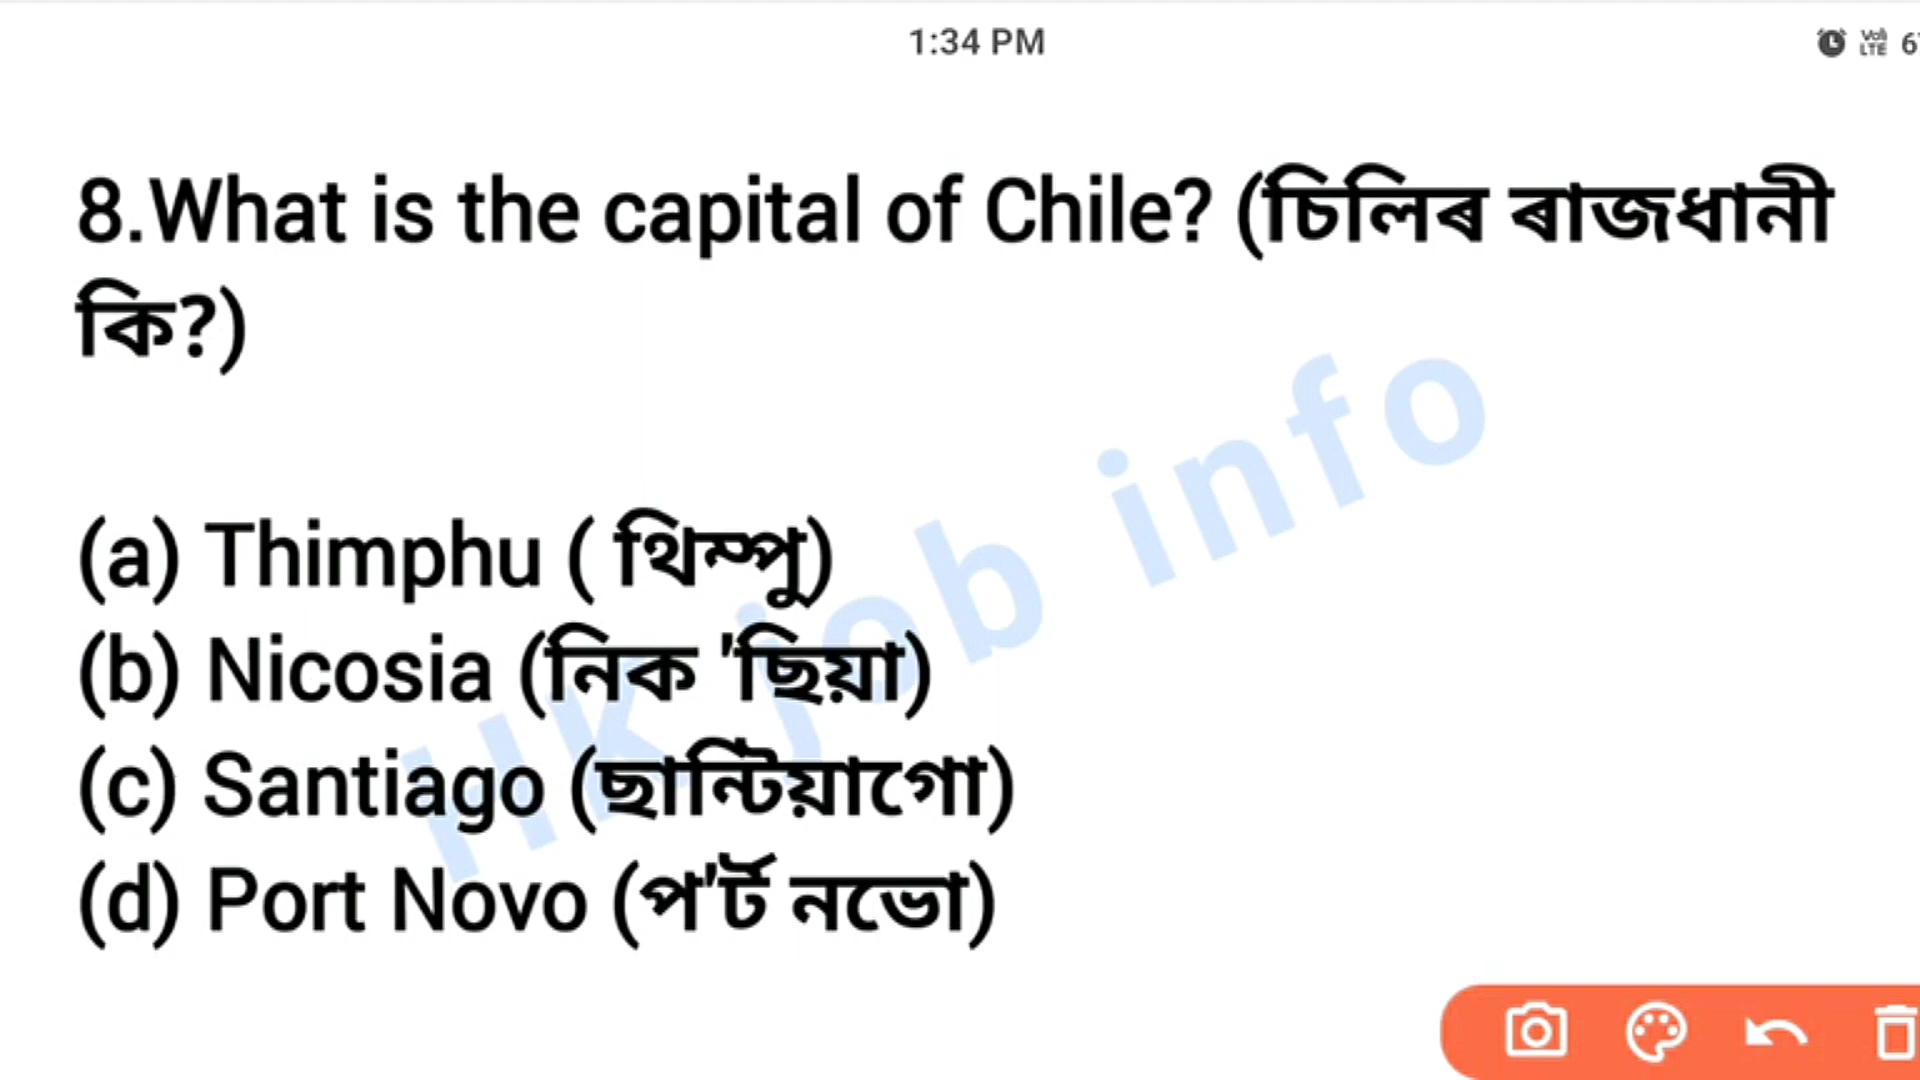 1:34 PM
8.What is the capital of Chile? (চিলিৰ ৰাজধানী
কি?)
(a) Thimphu ( থিম্পু)
(b) Nicosia (নিক 'ছিয়া)
(c) Santiago (ছান্টিয়াগো)
(d) Port Novo (প'ৰ্ট নভো)
HK job info